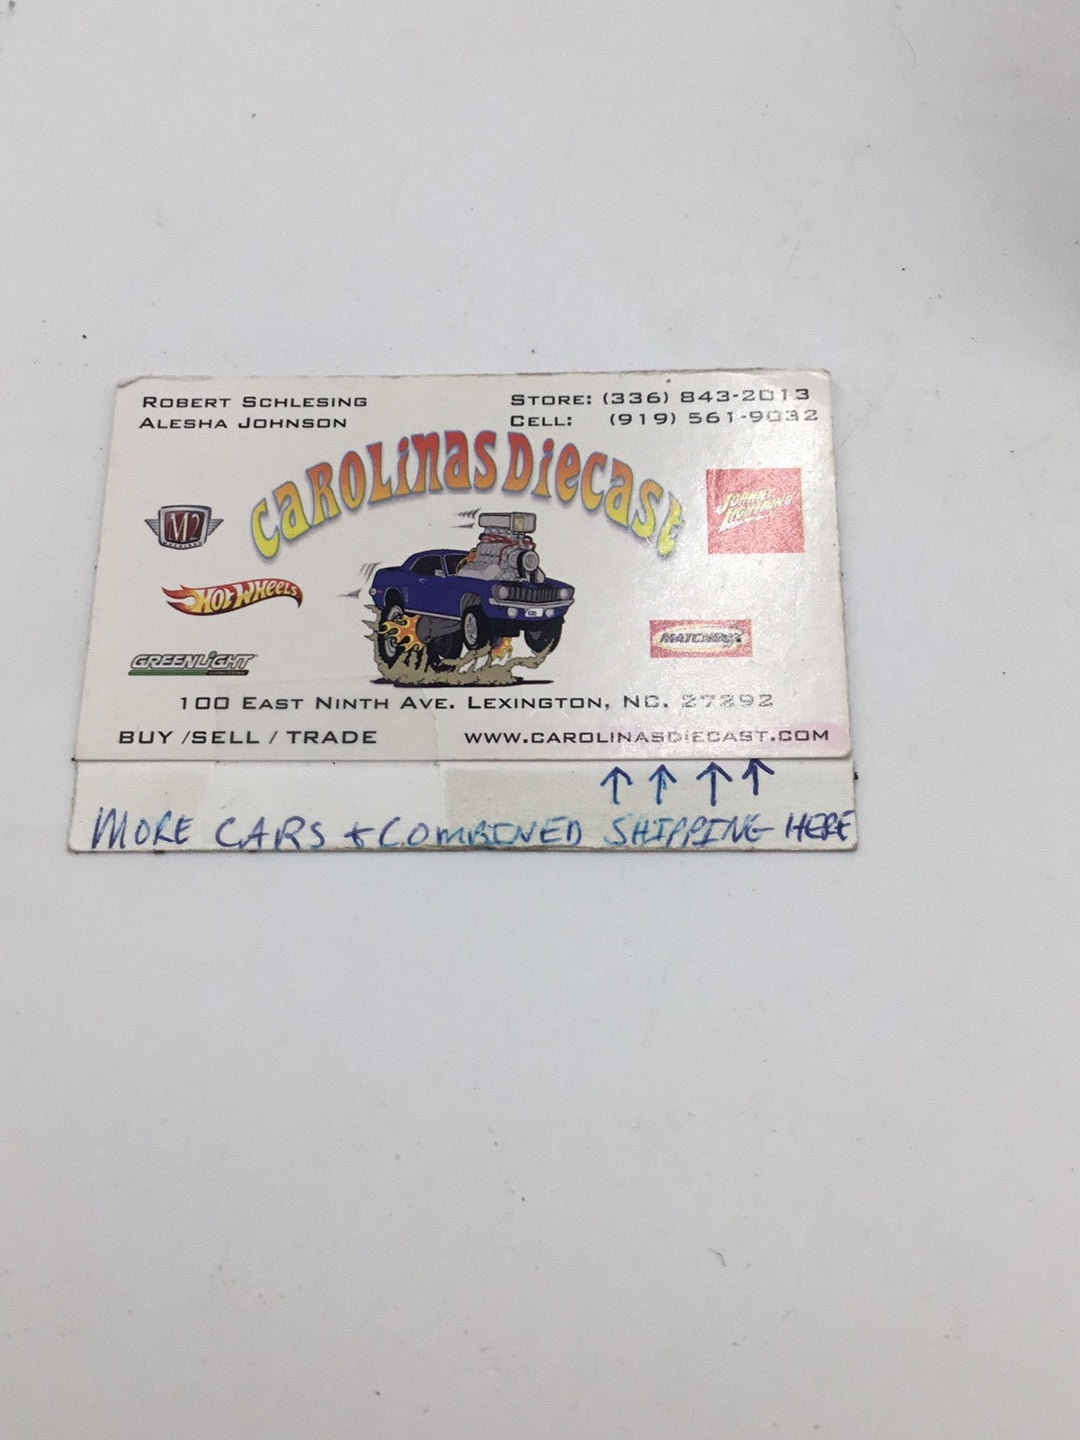 ROBERT SCHLESING
ALESHA JOHNSON
STORE: (336) 843-2013
CELL: (919) 561-9032
CAROLINAS DIECAST
M2
JOHNNY LIGHTNING
HOT WHEELS
MATCHBOX
GREENLIGHT
100 EAST NINTH AVE. LEXINGTON, NC. 27292
BUY /SELL / TRADE
WWW.CAROLINASDIECAST.COM
↑ ↑ ↑ ↑
MORE CARS & COMBINED SHIPPING HERE